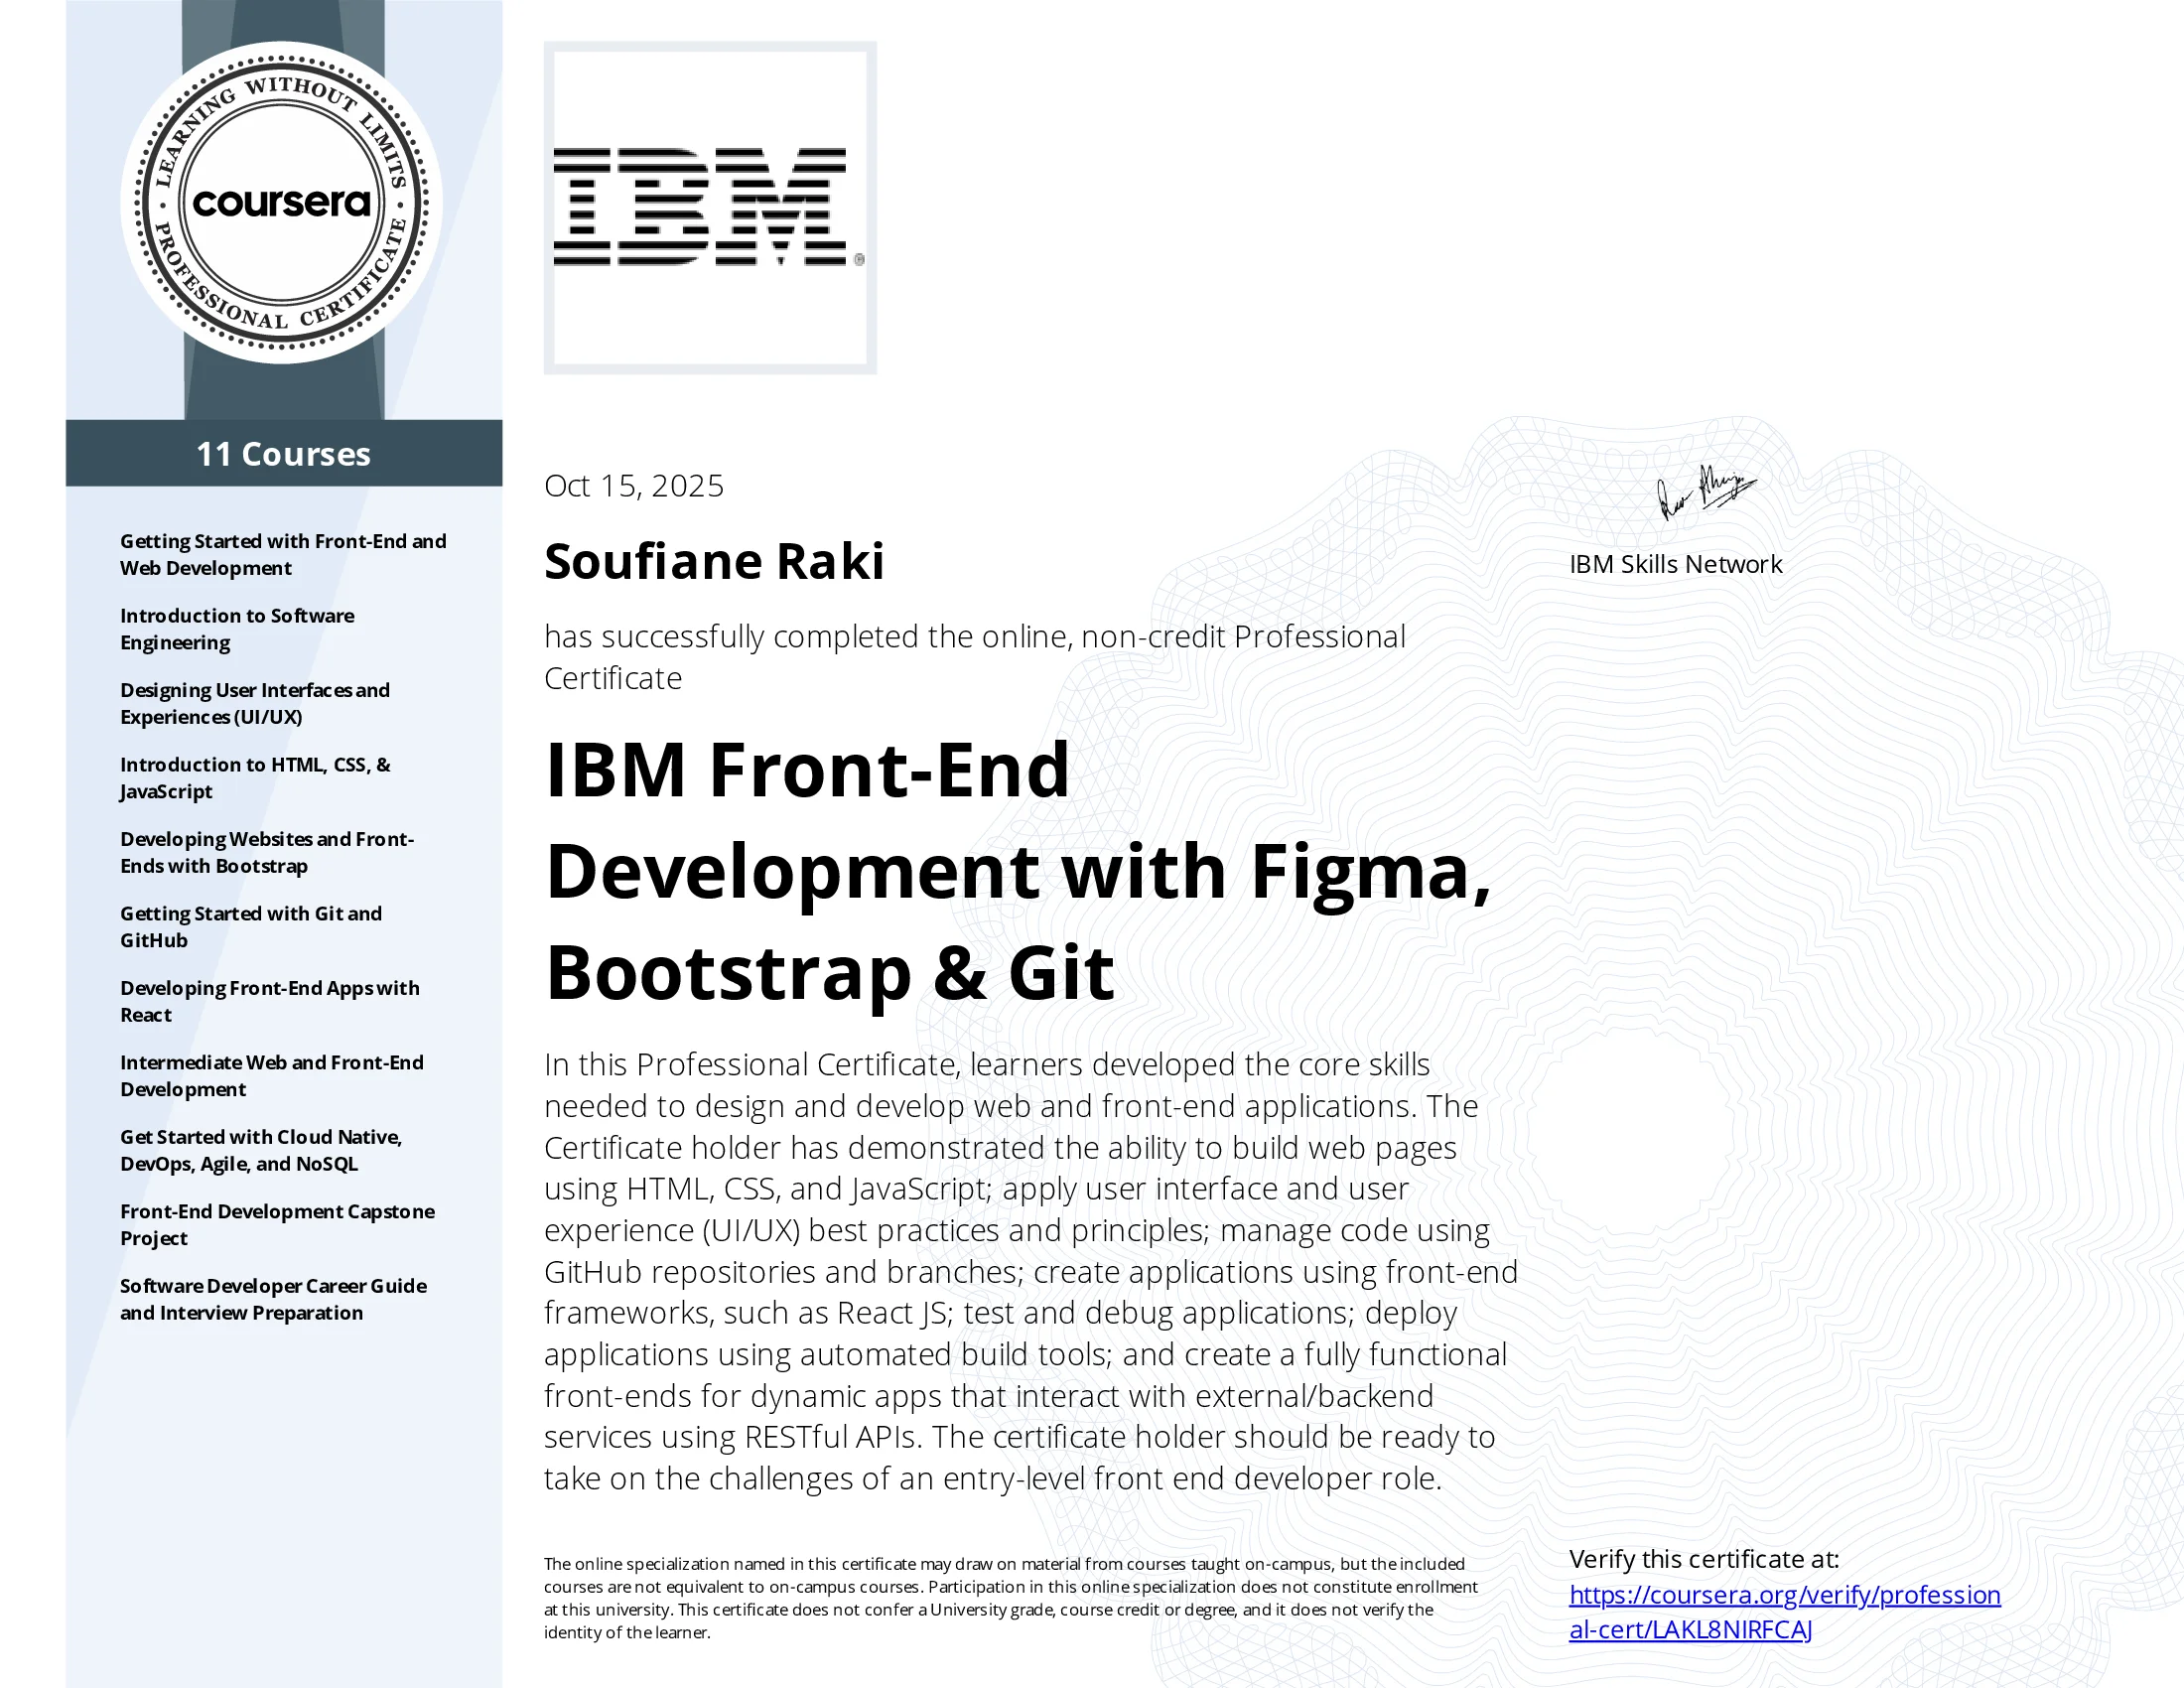 LEARNING WITHOUT LIMITS
coursera
PROFESSIONAL CERTIFICATE
11 Courses
Getting Started with Front-End and
Web Development
Introduction to Software
Engineering
Designing User Interfaces and
Experiences (UI/UX)
Introduction to HTML, CSS, &
JavaScript
Developing Websites and Front-
Ends with Bootstrap
Getting Started with Git and
GitHub
Developing Front-End Apps with
React
Intermediate Web and Front-End
Development
Get Started with Cloud Native,
DevOps, Agile, and NoSQL
Front-End Development Capstone
Project
Software Developer Career Guide
and Interview Preparation
IBM®
Oct 15, 2025
Soufiane Raki
has successfully completed the online, non-credit Professional
Certificate
IBM Front-End
Development with Figma,
Bootstrap & Git
In this Professional Certificate, learners developed the core skills
needed to design and develop web and front-end applications. The
Certificate holder has demonstrated the ability to build web pages
using HTML, CSS, and JavaScript; apply user interface and user
experience (UI/UX) best practices and principles; manage code using
GitHub repositories and branches; create applications using front-end
frameworks, such as React JS; test and debug applications; deploy
applications using automated build tools; and create a fully functional
front-ends for dynamic apps that interact with external/backend
services using RESTful APIs. The certificate holder should be ready to
take on the challenges of an entry-level front end developer role.
The online specialization named in this certificate may draw on material from courses taught on-campus, but the included
courses are not equivalent to on-campus courses. Participation in this online specialization does not constitute enrollment
at this university. This certificate does not confer a University grade, course credit or degree, and it does not verify the
identity of the learner.
IBM Skills Network
Verify this certificate at:
https://coursera.org/verify/profession
al-cert/LAKL8NIRFCAJ